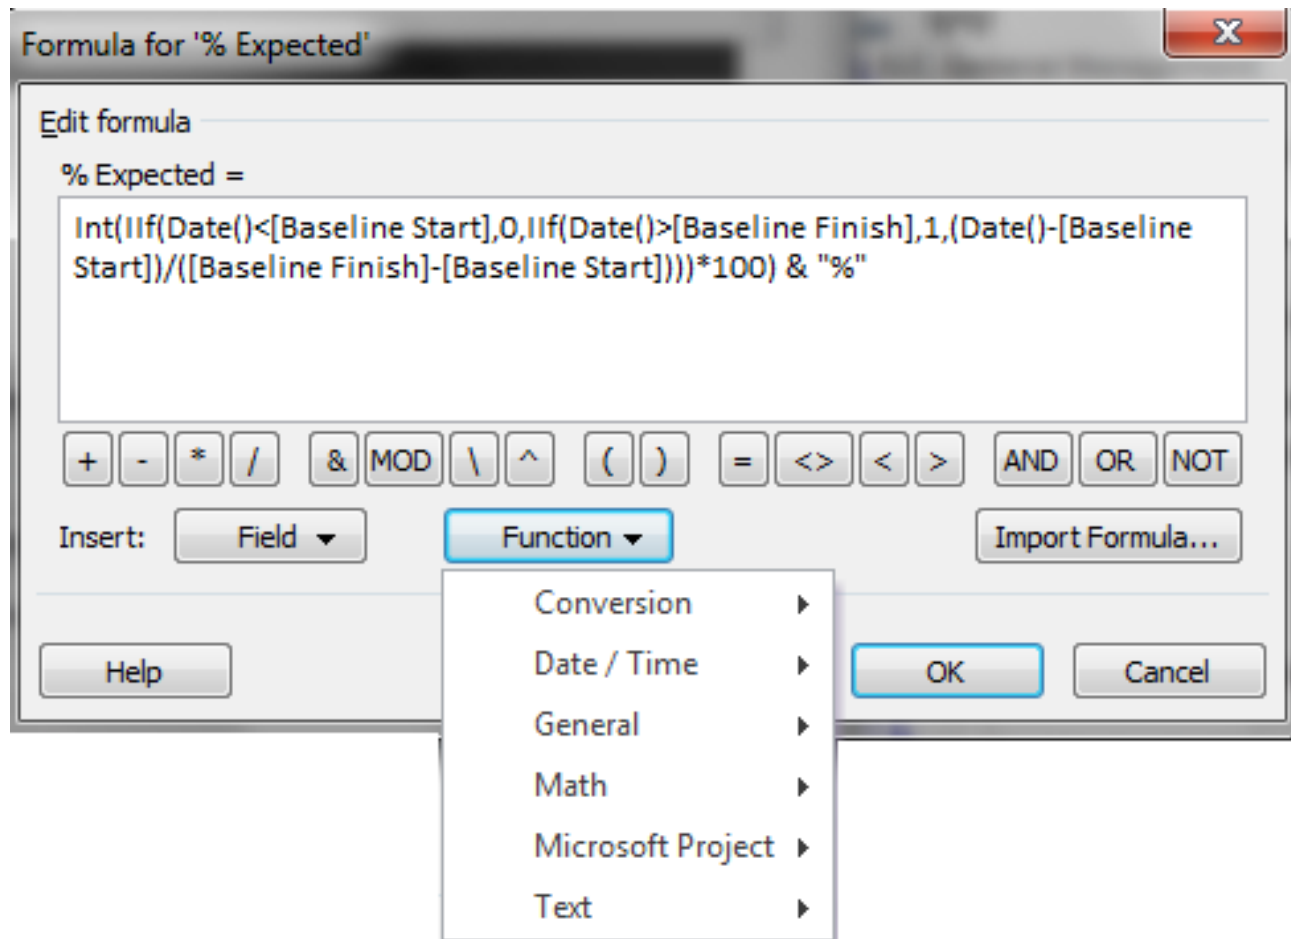 Formula for '% Expected'
x
Edit formula
% Expected =
Int(IIf(Date()<[Baseline Start],0,IIf(Date()>[Baseline Finish],1,(Date()-[Baseline
Start])/([Baseline Finish]-[Baseline Start])))*100) & "%"
+ - * / & MOD \ ^ ( ) = <> < > AND OR NOT
Insert: Field Function Import Formula...
Conversion
Help Date / Time OK Cancel
General
Math
Microsoft Project
Text